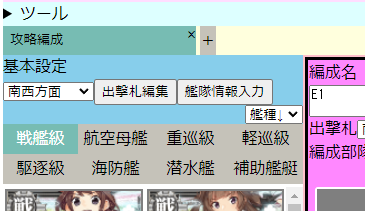 ▶ ツール
攻略編成 ×
+
基本設定
南西方面 出撃札編集 艦隊情報入力
艦種↓
戦艦級 航空母艦 重巡級 軽巡級
駆逐級 海防艦 潜水艦 補助艦艇
編成名
E1
出撃札
編成部隊